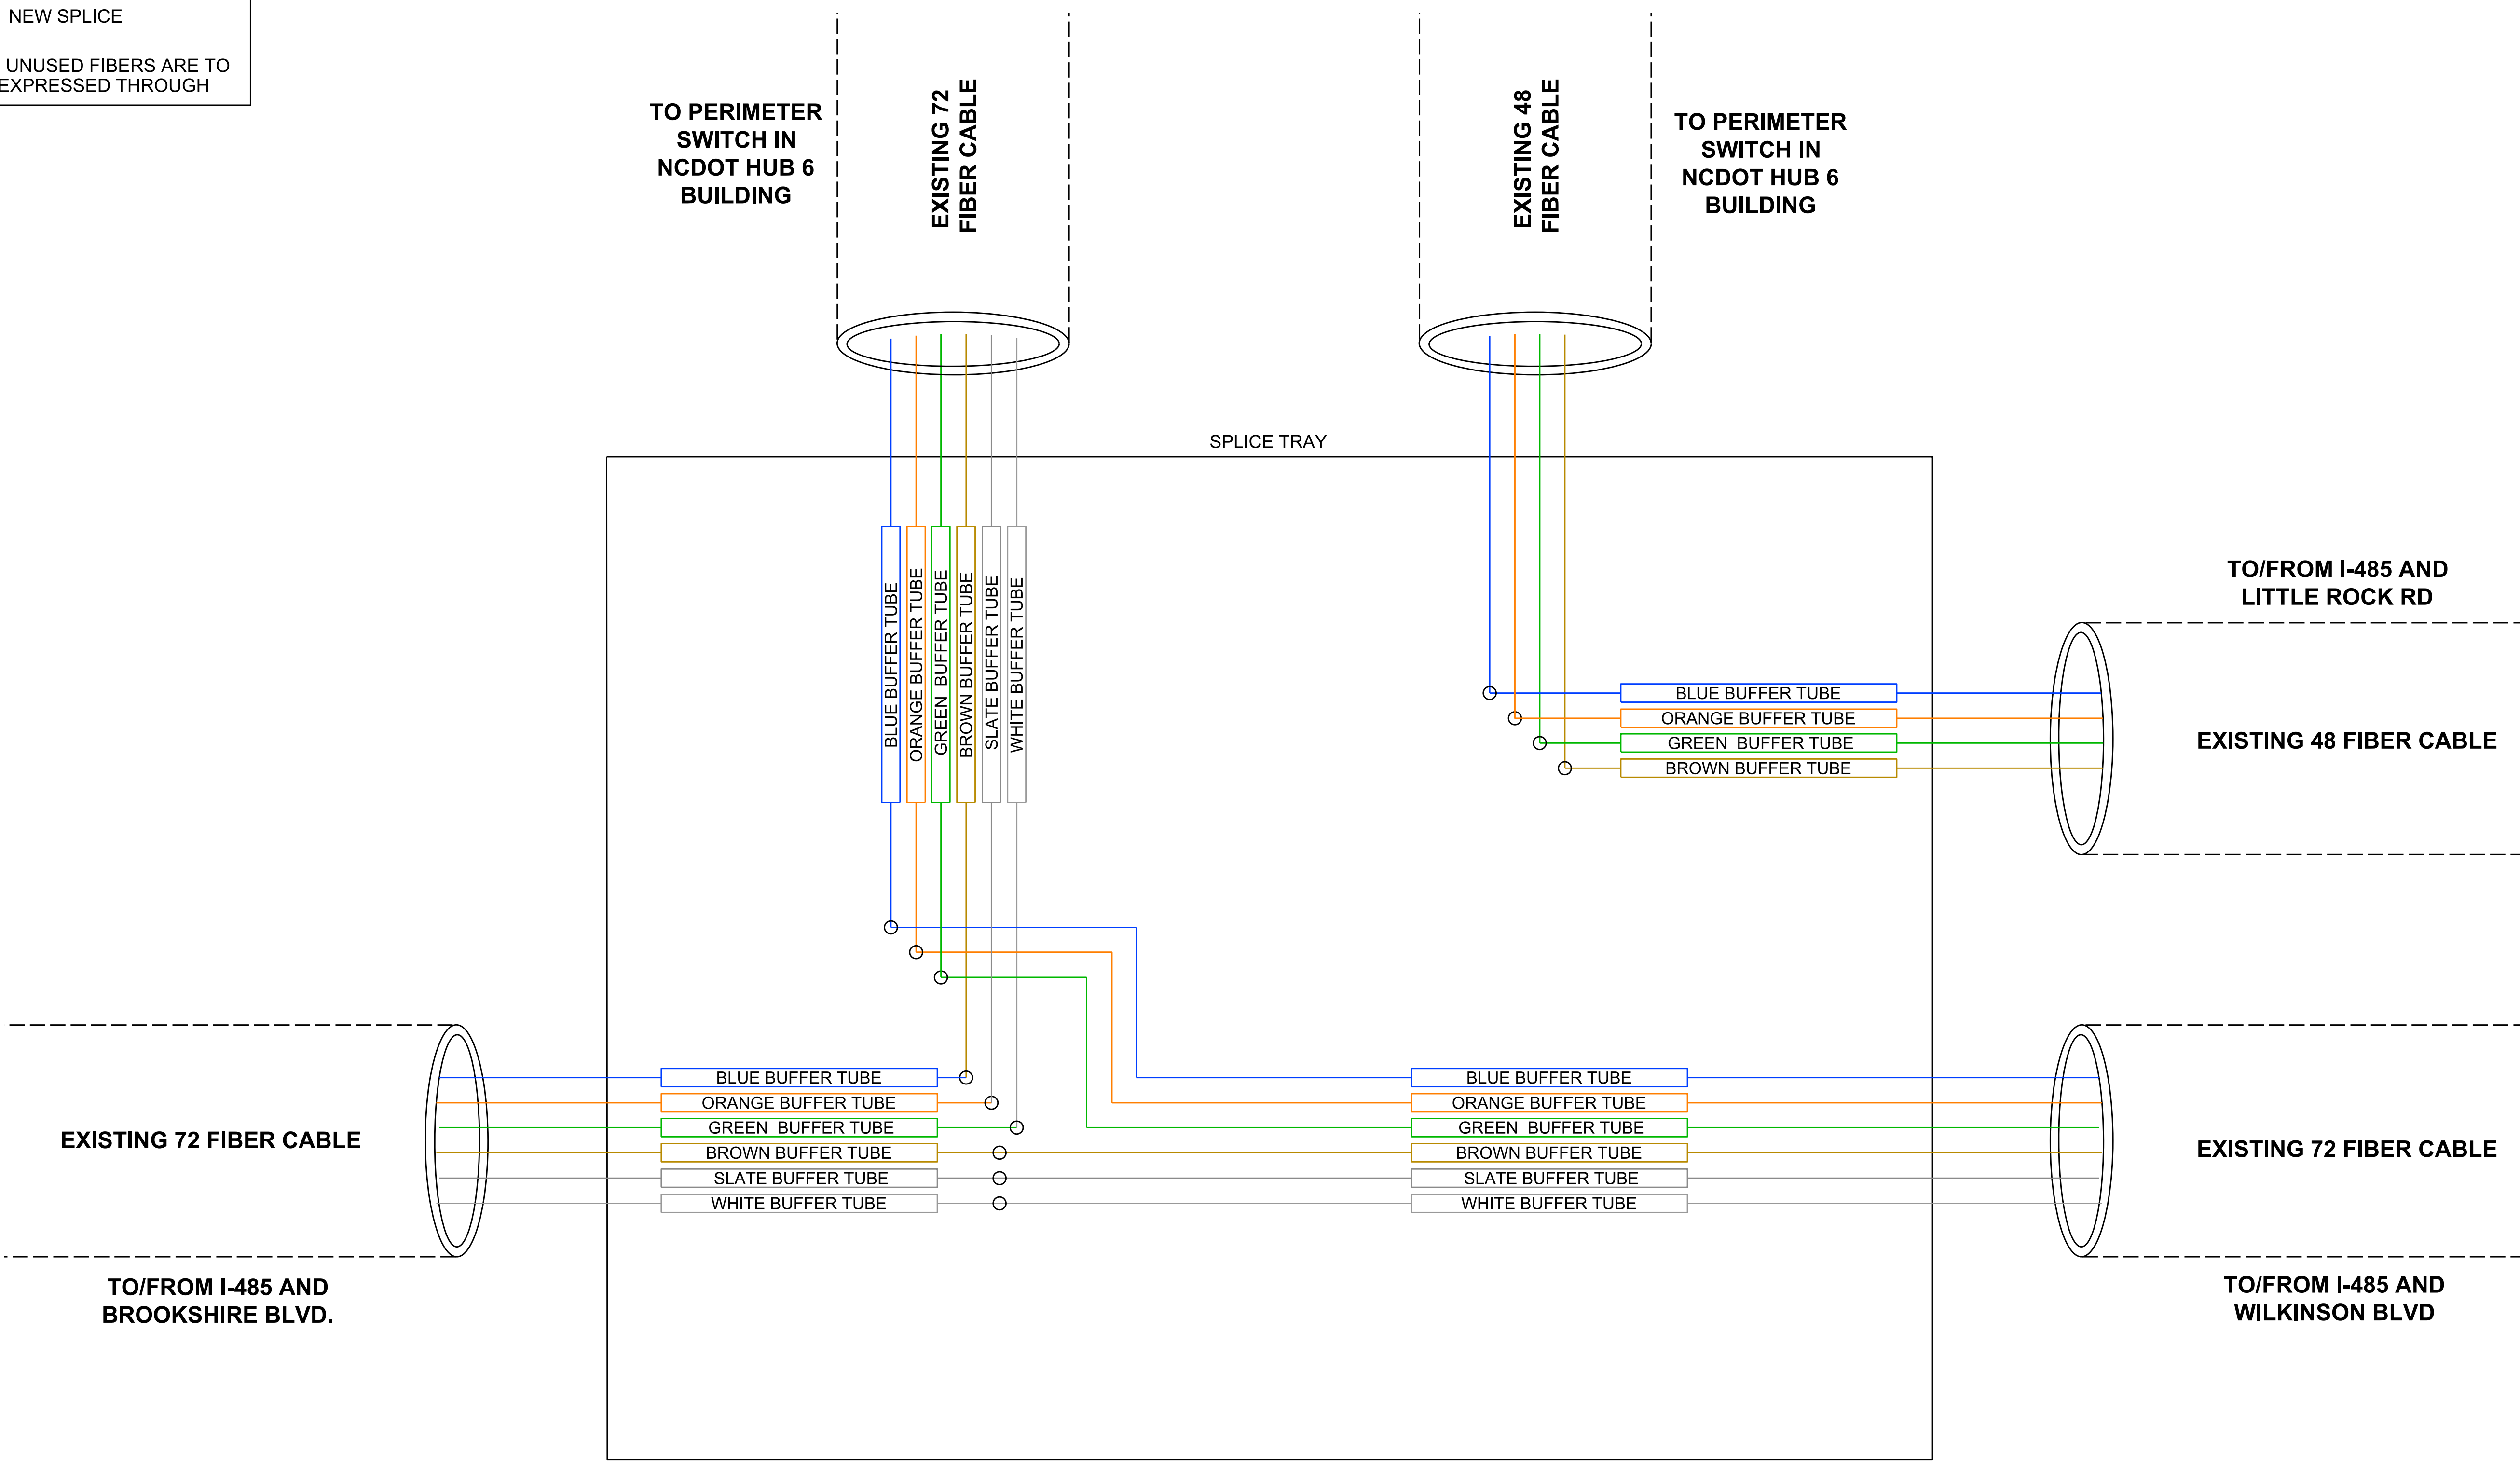 NEW SPLICE
UNUSED FIBERS ARE TO
EXPRESSED THROUGH
TO PERIMETER
SWITCH IN
NCDOT HUB 6
BUILDING
EXISTING 72
FIBER CABLE
EXISTING 48
FIBER CABLE
TO PERIMETER
SWITCH IN
NCDOT HUB 6
BUILDING
SPLICE TRAY
BLUE BUFFER TUBE
ORANGE BUFFER TUBE
GREEN  BUFFER TUBE
BROWN BUFFER TUBE
SLATE BUFFER TUBE
WHITE BUFFER TUBE
TO/FROM I-485 AND
LITTLE ROCK RD
BLUE BUFFER TUBE
ORANGE BUFFER TUBE
GREEN  BUFFER TUBE
BROWN BUFFER TUBE
EXISTING 48 FIBER CABLE
EXISTING 72 FIBER CABLE
BLUE BUFFER TUBE
ORANGE BUFFER TUBE
GREEN  BUFFER TUBE
BROWN BUFFER TUBE
SLATE BUFFER TUBE
WHITE BUFFER TUBE
BLUE BUFFER TUBE
ORANGE BUFFER TUBE
GREEN  BUFFER TUBE
BROWN BUFFER TUBE
SLATE BUFFER TUBE
WHITE BUFFER TUBE
EXISTING 72 FIBER CABLE
TO/FROM I-485 AND
BROOKSHIRE BLVD.
TO/FROM I-485 AND
WILKINSON BLVD